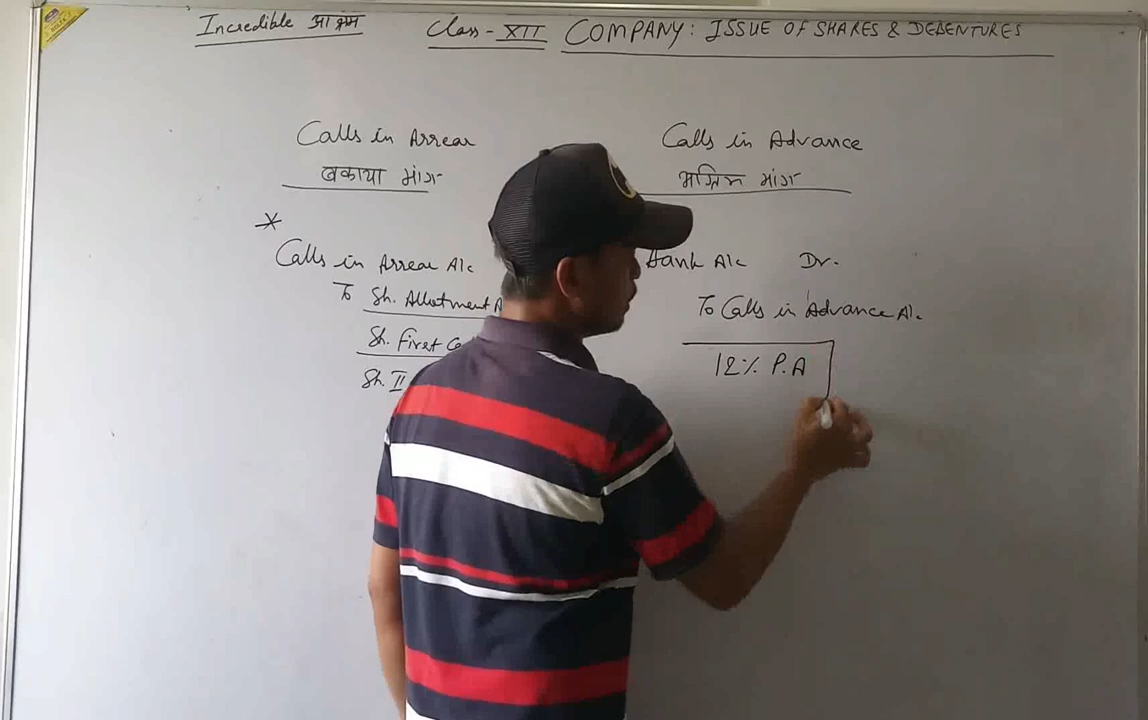 Incredible आश्रम
Class - XII COMPANY: ISSUE OF SHARES & DEBENTURES
Calls in Arrear
बकाया मांग
Calls in Advance
अग्रिम मांग
Calls in Arrear A/c
To Sh. Allotment A
Sh. First Ca
Sh. II
Bank A/c Dr.
To Calls in Advance A/c
12% P.A